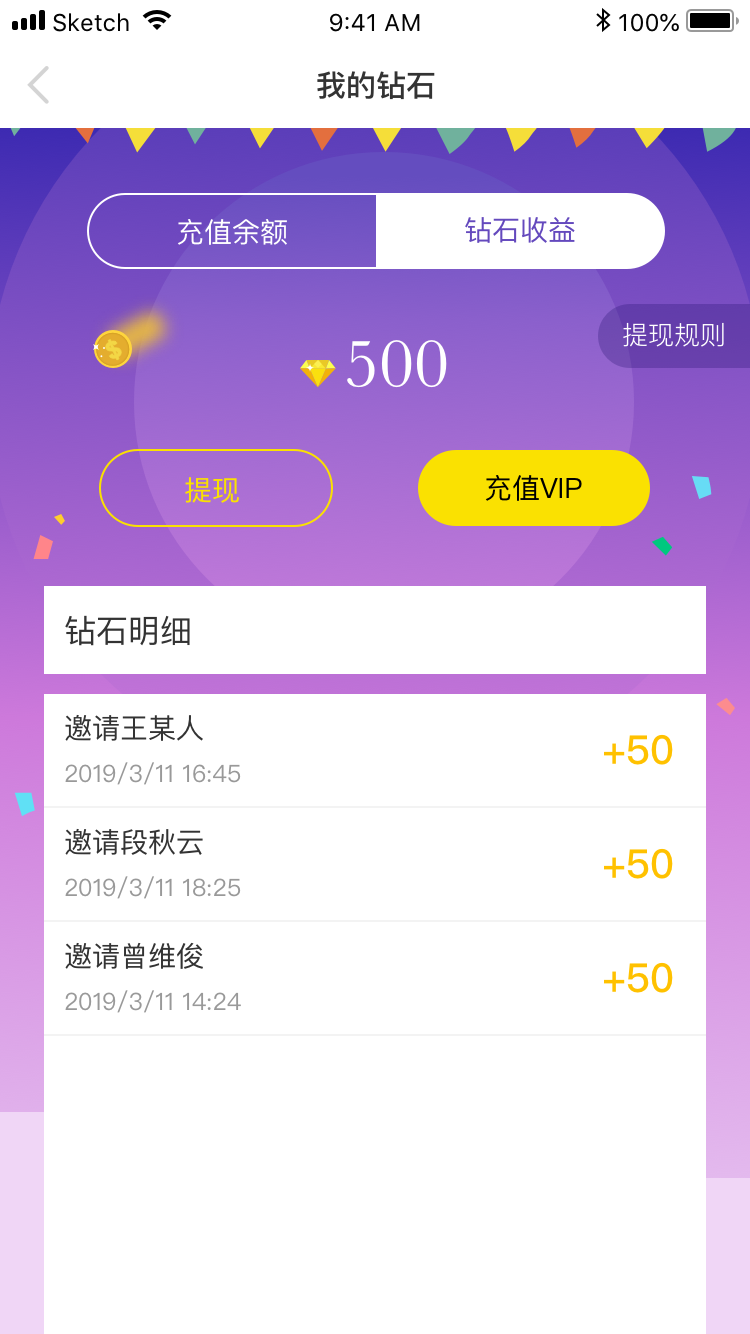 Sketch 9:41 AM 100%
我的钻石
充值余额 钻石收益
500 提现规则
提现 充值VIP
钻石明细
邀请王某人
+50
2019/3/11 16:45
邀请段秋云
+50
2019/3/11 18:25
邀请曾维俊
+50
2019/3/11 14:24